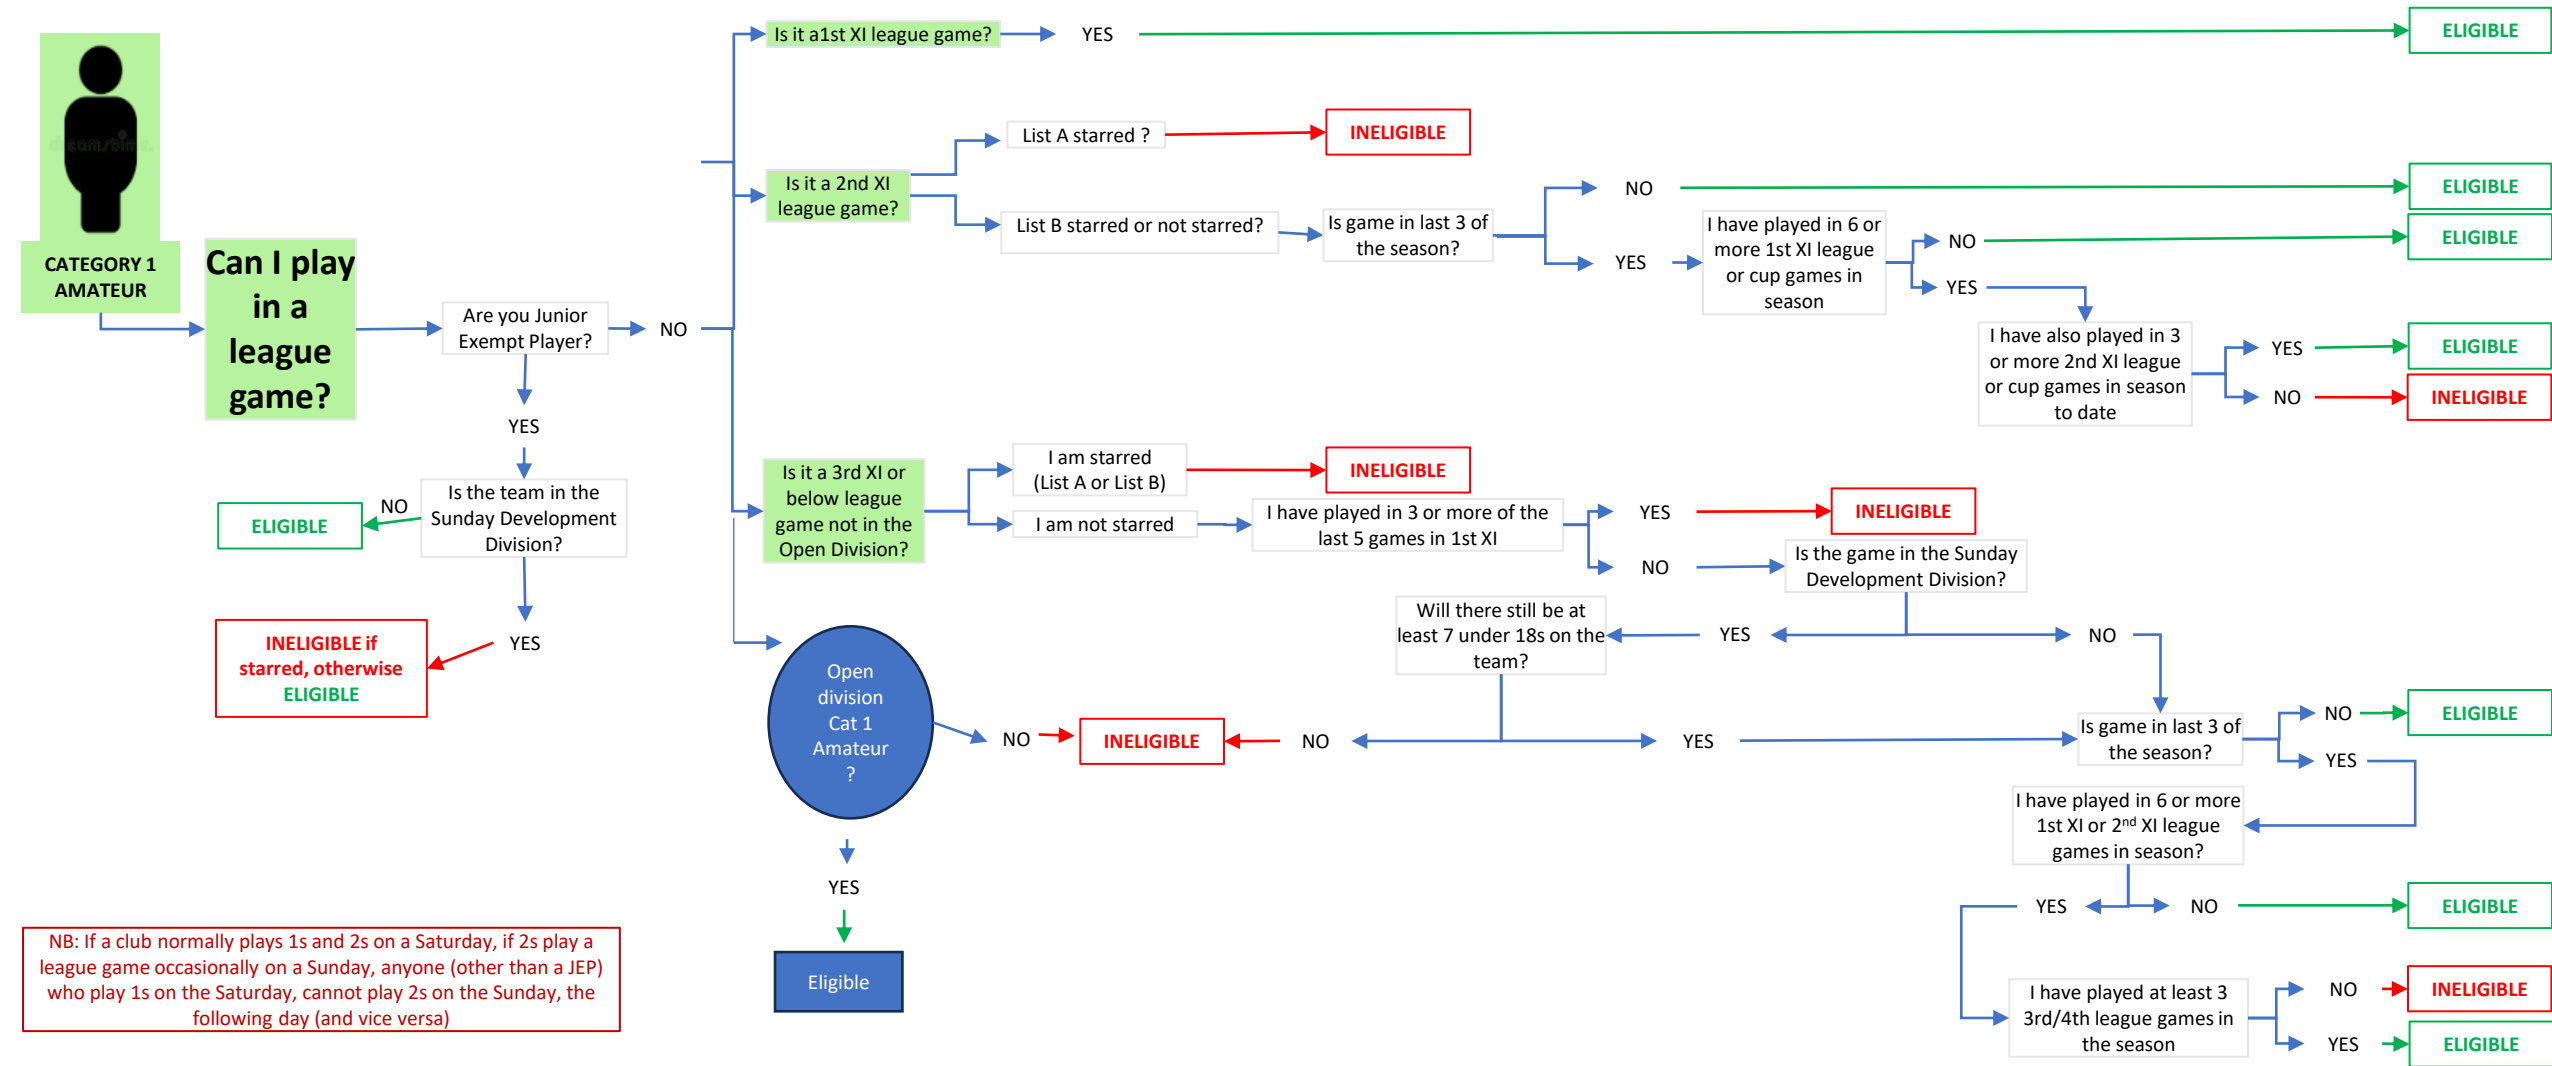 CATEGORY 1
AMATEUR
Can I play
in a
league
game?
Are you Junior
Exempt Player?
NO
YES
Is the team in the
Sunday Development
Division?
NO
ELIGIBLE
YES
INELIGIBLE if
starred, otherwise
ELIGIBLE
NB: If a club normally plays 1s and 2s on a Saturday, if 2s play a
league game occasionally on a Sunday, anyone (other than a JEP)
who play 1s on the Saturday, cannot play 2s on the Sunday, the
following day (and vice versa)
Is it a1st XI league game?
YES
ELIGIBLE
Is it a 2nd XI
league game?
List A starred ?
INELIGIBLE
List B starred or not starred?
Is game in last 3 of
the season?
NO
ELIGIBLE
YES
I have played in 6 or
more 1st XI league
or cup games in
season
NO
ELIGIBLE
YES
I have also played in 3
or more 2nd XI league
or cup games in season
to date
YES
ELIGIBLE
NO
INELIGIBLE
Is it a 3rd XI or
below league
game not in the
Open Division?
I am starred
(List A or List B)
INELIGIBLE
I am not starred
I have played in 3 or more of the
last 5 games in 1st XI
YES
INELIGIBLE
NO
Is the game in the Sunday
Development Division?
YES
Will there still be at
least 7 under 18s on the
team?
NO
INELIGIBLE
YES
NO
Is game in last 3 of
the season?
NO
ELIGIBLE
YES
I have played in 6 or more
1st XI or 2nd XI league
games in season?
YES
NO
ELIGIBLE
I have played at least 3
3rd/4th league games in
the season
NO
INELIGIBLE
YES
ELIGIBLE
Open
division
Cat 1
Amateur
?
NO
YES
Eligible